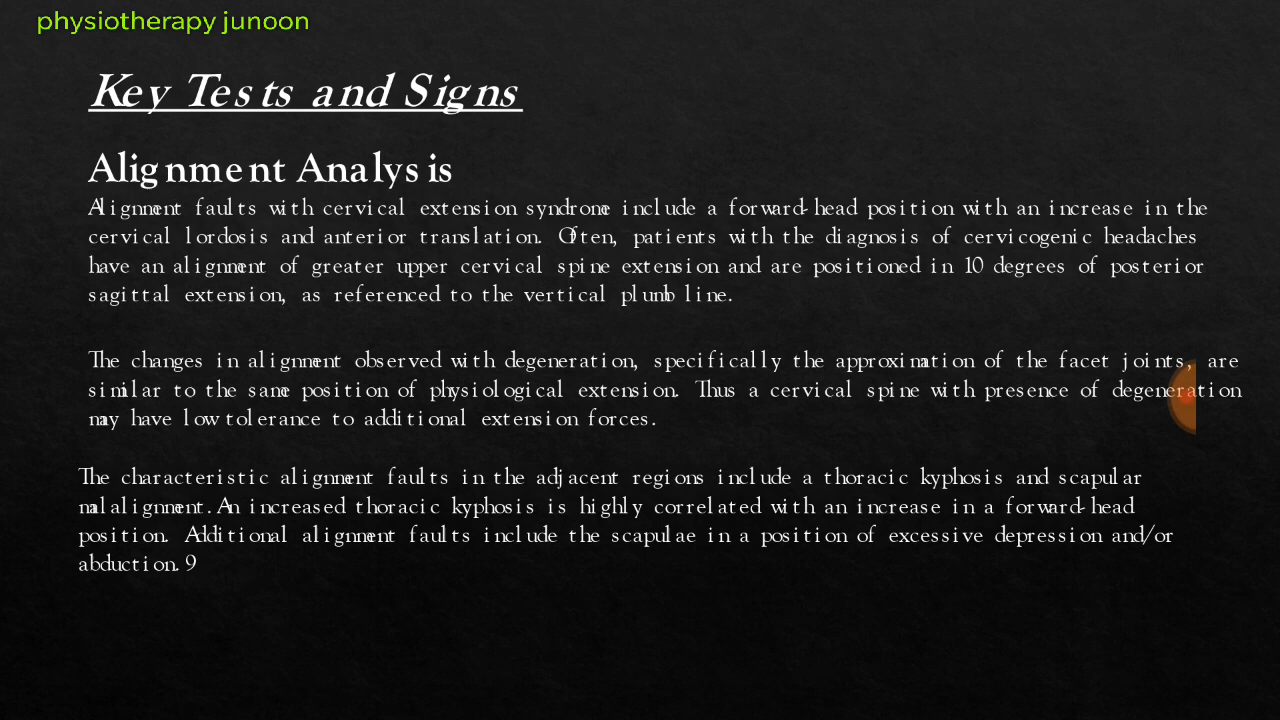 physiotherapy junoon
Key Tests and Signs
Alignment Analysis
Alignment faults with cervical extension syndrome include a forward-head position with an increase in the
cervical lordosis and anterior translation. Often, patients with the diagnosis of cervicogenic headaches
have an alignment of greater upper cervical spine extension and are positioned in 10 degrees of posterior
sagittal extension, as referenced to the vertical plumb line.
The changes in alignment observed with degeneration, specifically the approximation of the facet joints, are
similar to the same position of physiological extension. Thus a cervical spine with presence of degeneration
may have low tolerance to additional extension forces.
The characteristic alignment faults in the adjacent regions include a thoracic kyphosis and scapular
malalignment. An increased thoracic kyphosis is highly correlated with an increase in a forward-head
position. Additional alignment faults include the scapulae in a position of excessive depression and/or
abduction. 9